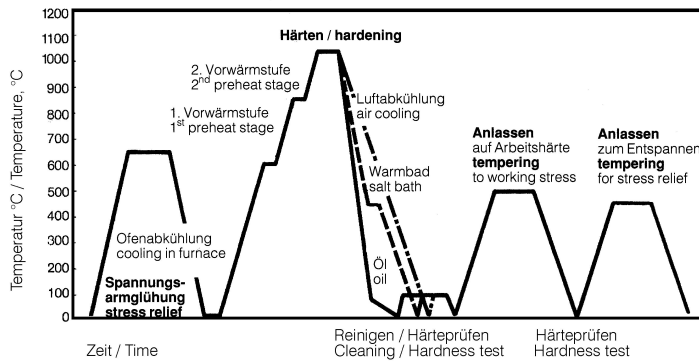 Temperatur °C / Temperature, °C
1200
1100
1000
900
800
700
600
500
400
300
200
100
0
Härten / hardening
2. Vorwärmstufe
2nd preheat stage
1. Vorwärmstufe
1st preheat stage
Luftabkühlung
air cooling
Warmbad
salt bath
Öl
oil
Ofenabkühlung
cooling in furnace
Spannungs-
armglühung
stress relief
Anlassen
auf Arbeitshärte
tempering
to working stress
Anlassen
zum Entspannen
tempering
for stress relief
Zeit / Time
Reinigen / Härteprüfen
Cleaning / Hardness test
Härteprüfen
Hardness test